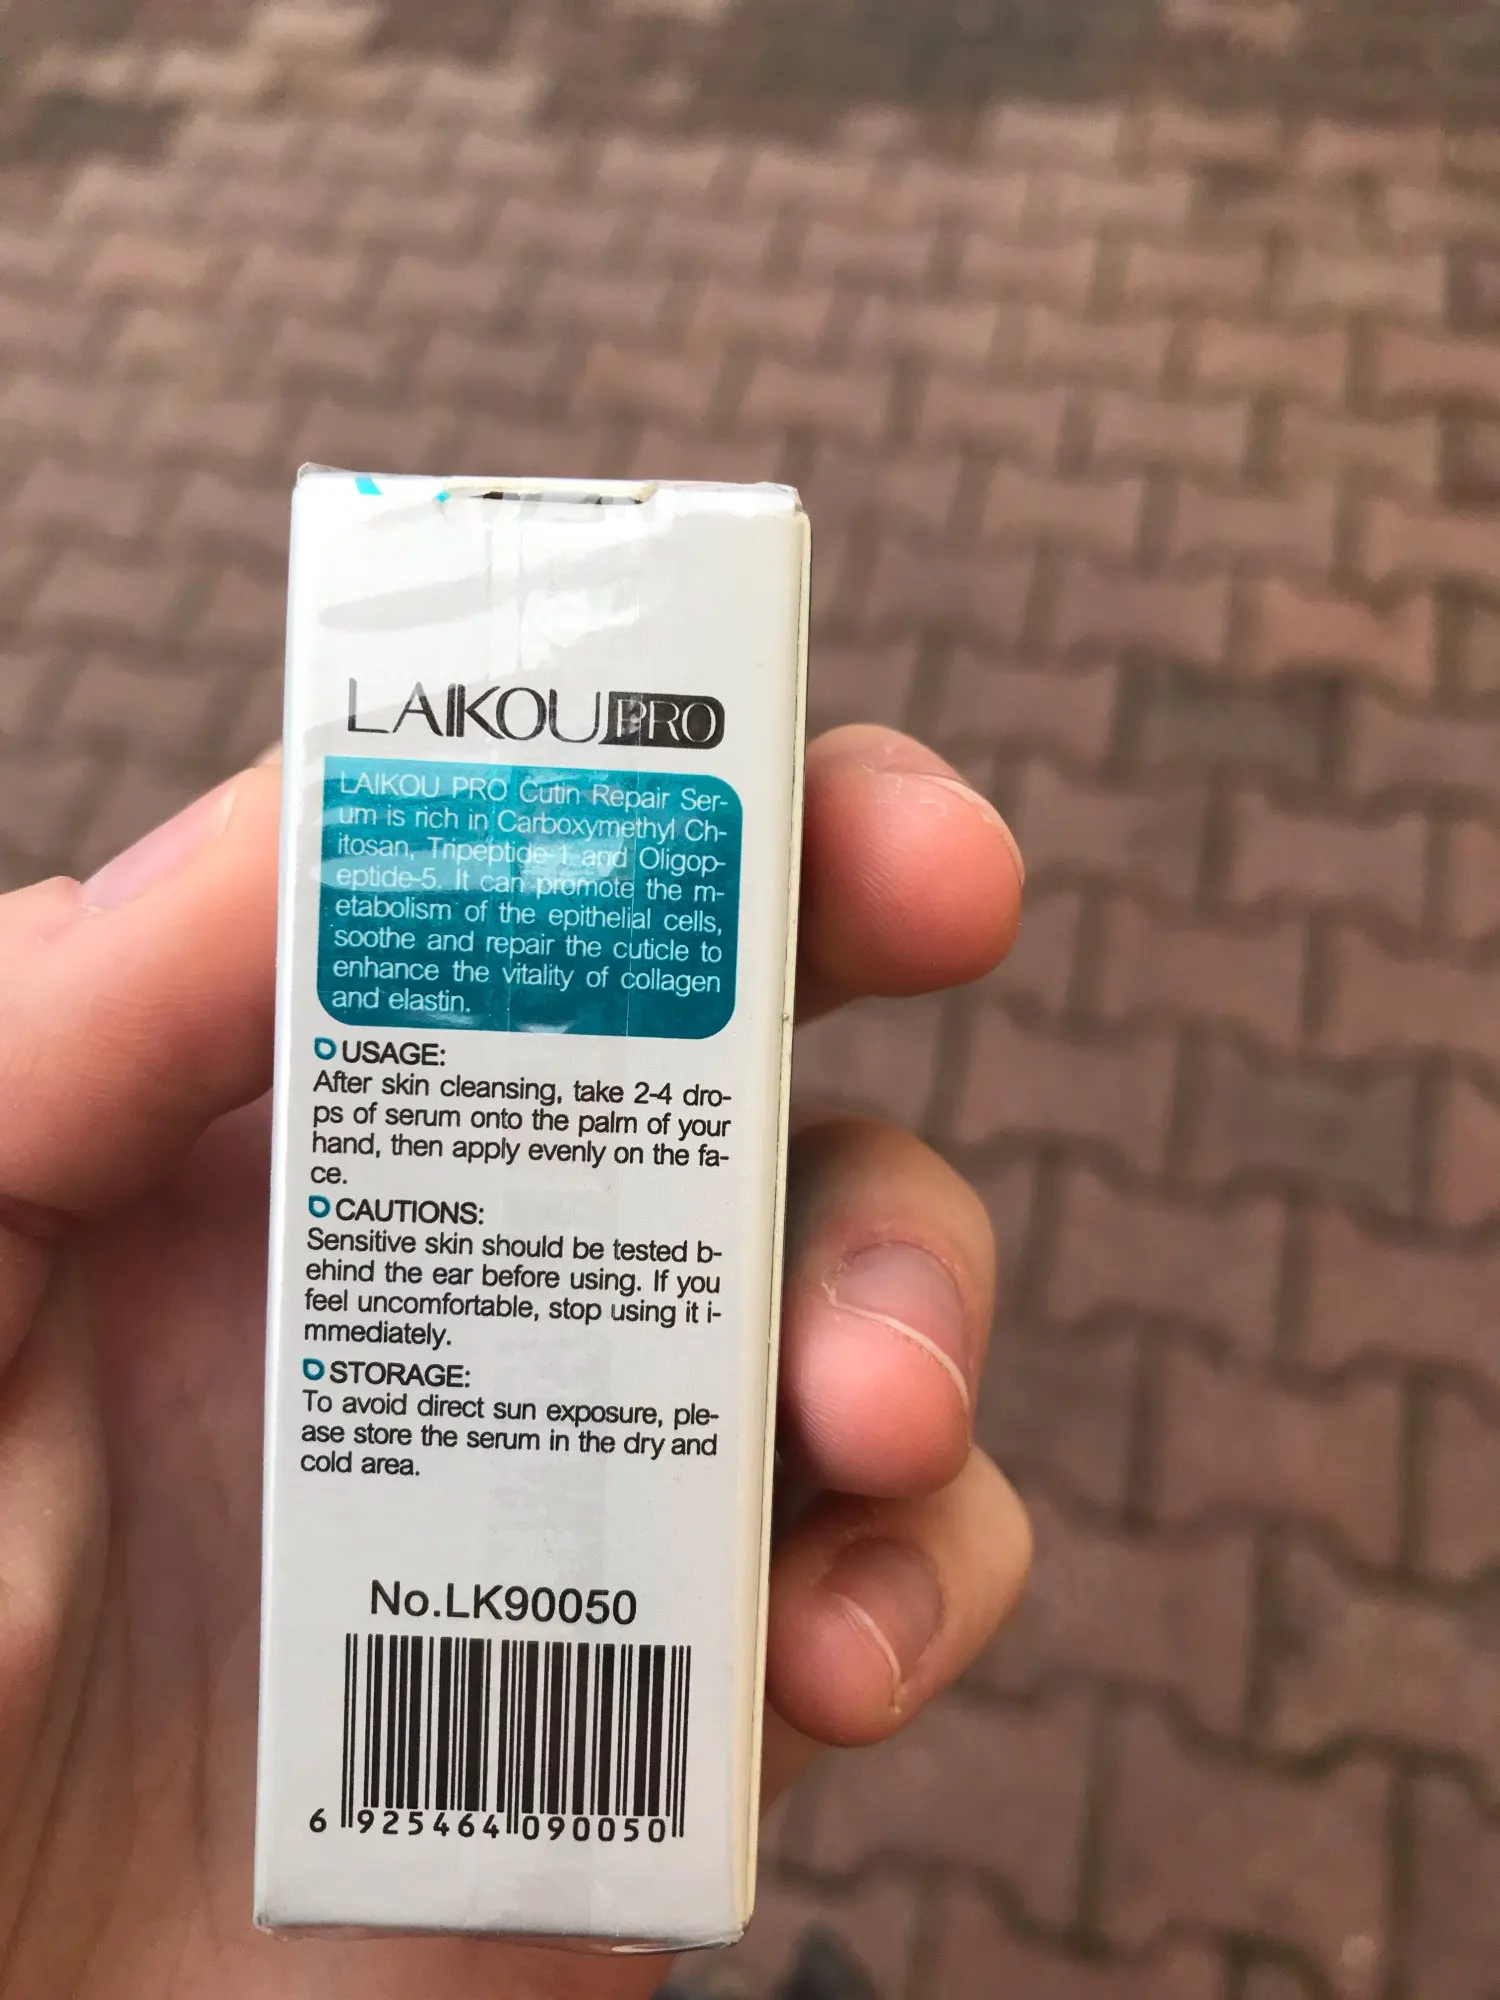 LAIKOU PRO
LAIKOU PRO Cutin Repair Ser-
um is rich in Carboxymethyl Ch-
itosan, Tripeptide-1 and Oligop-
eptide-5. It can promote the m-
etabolism of the epithelial cells,
soothe and repair the cuticle to
enhance the vitality of collagen
and elastin.
USAGE:
After skin cleansing, take 2-4 dro-
ps of serum onto the palm of your
hand, then apply evenly on the fa-
ce.
CAUTIONS:
Sensitive skin should be tested b-
ehind the ear before using. If you
feel uncomfortable, stop using it i-
mmediately.
STORAGE:
To avoid direct sun exposure, ple-
ase store the serum in the dry and
cold area.
No.LK90050
6 925464 090050